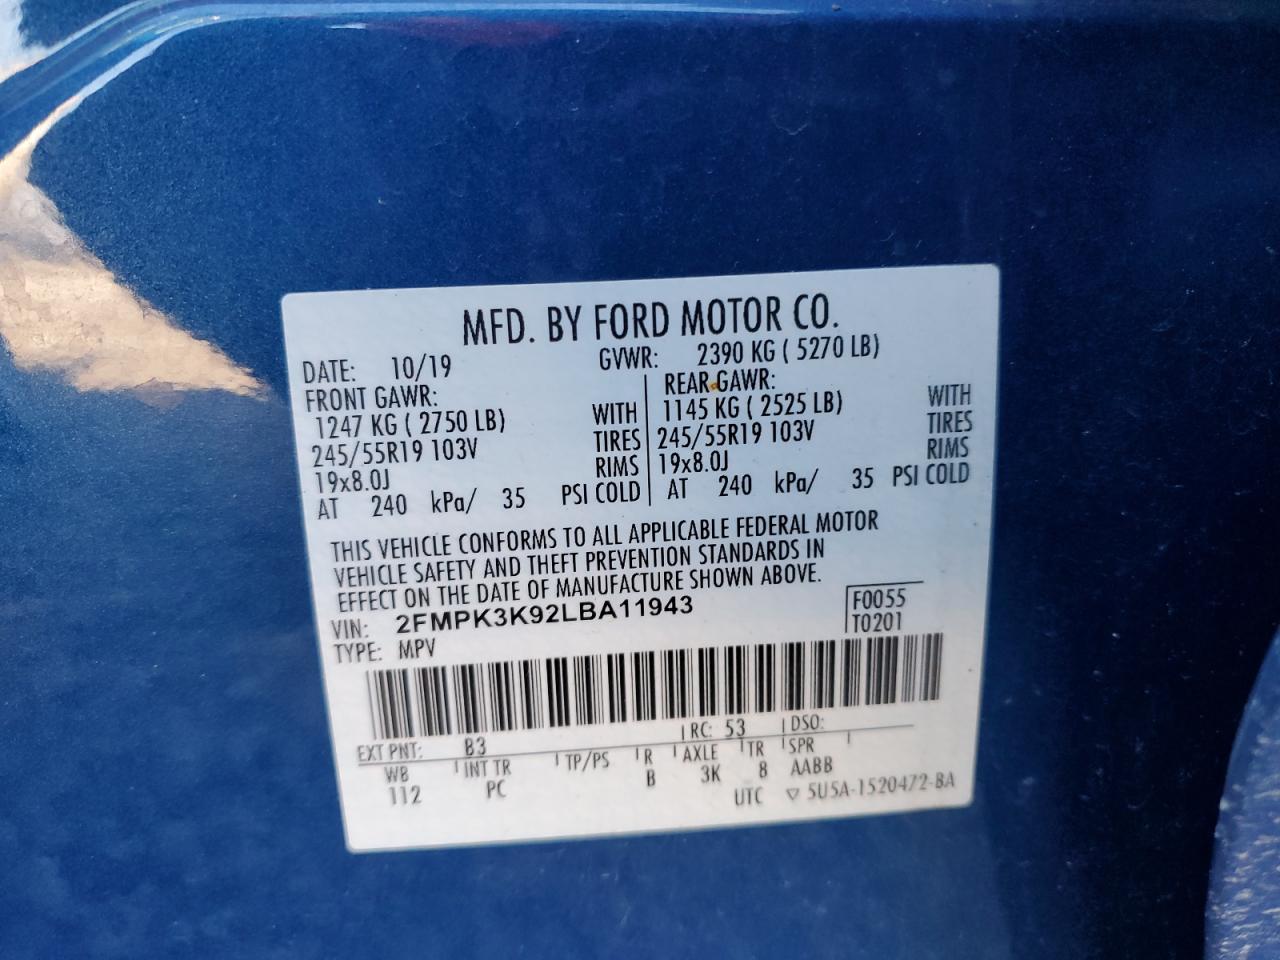 MFD. BY FORD MOTOR CO.
DATE: 10/19 GVWR: 2390 KG ( 5270 LB)
FRONT GAWR: REAR GAWR:
1247 KG ( 2750 LB) WITH 1145 KG ( 2525 LB) WITH
245/55R19 103V TIRES 245/55R19 103V TIRES
19x8.0J RIMS 19x8.0J RIMS
AT 240 kPa/ 35 PSI COLD AT 240 kPa/ 35 PSI COLD
THIS VEHICLE CONFORMS TO ALL APPLICABLE FEDERAL MOTOR
VEHICLE SAFETY AND THEFT PREVENTION STANDARDS IN
EFFECT ON THE DATE OF MANUFACTURE SHOWN ABOVE.
VIN: 2FMPK3K92LBA11943 F0055
TYPE: MPV T0201
EXT PNT: B3 RC: 53 DSO:
WB INT TR TP/PS R AXLE TR SPR
112 PC B 3K 8 AABB
UTC ▽ 5U5A-1520472-BA